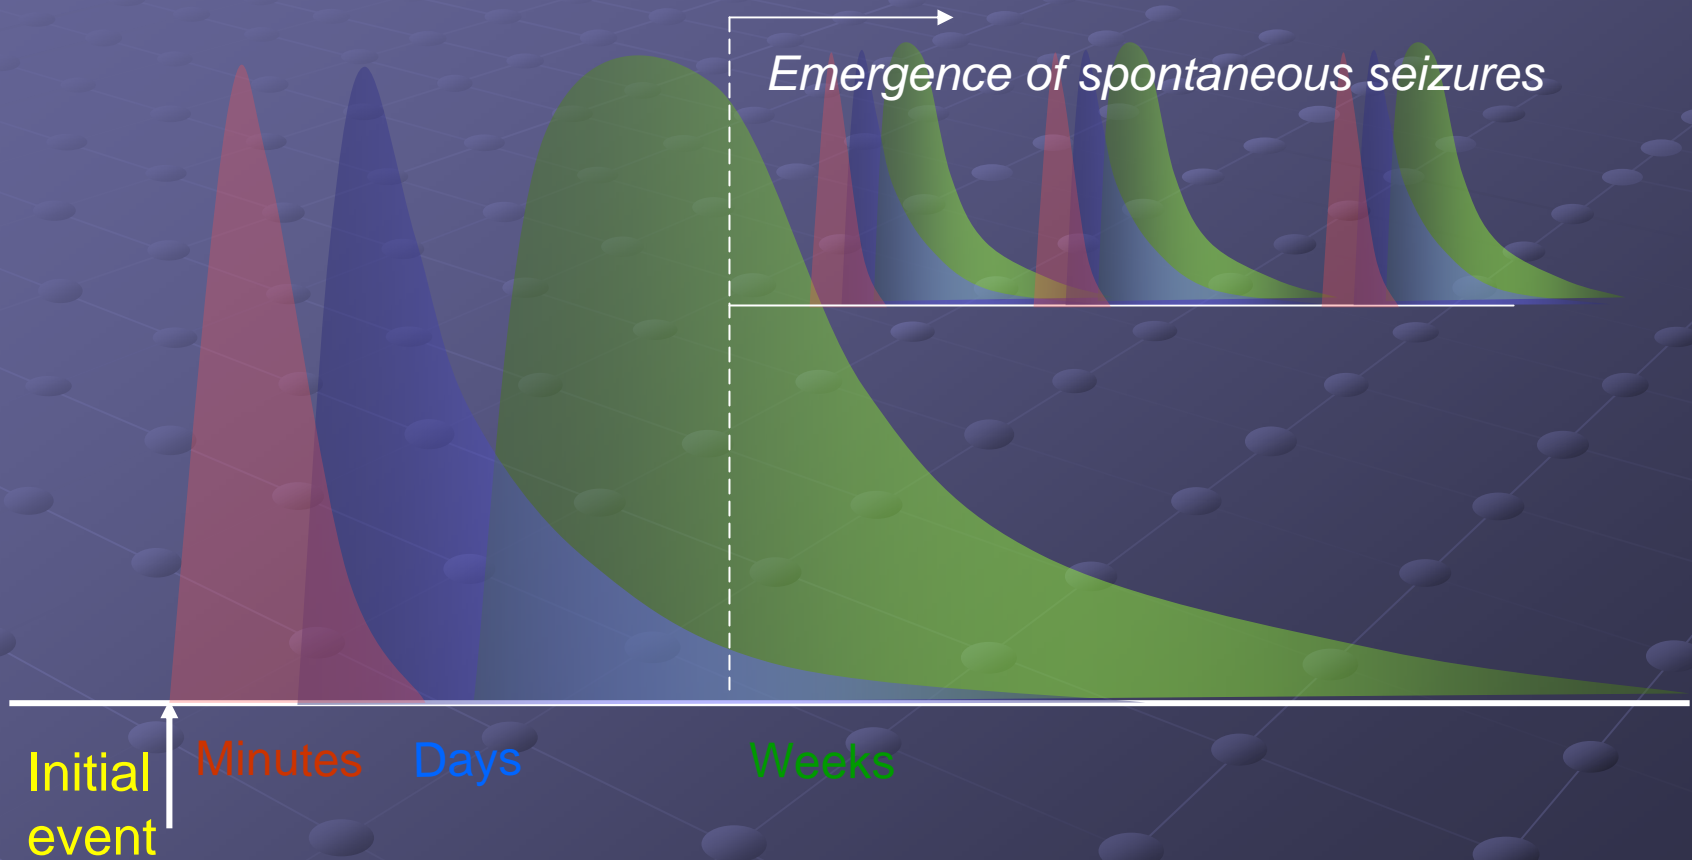 Emergence of spontaneous seizures
Minutes
Days
Weeks
Initial
event